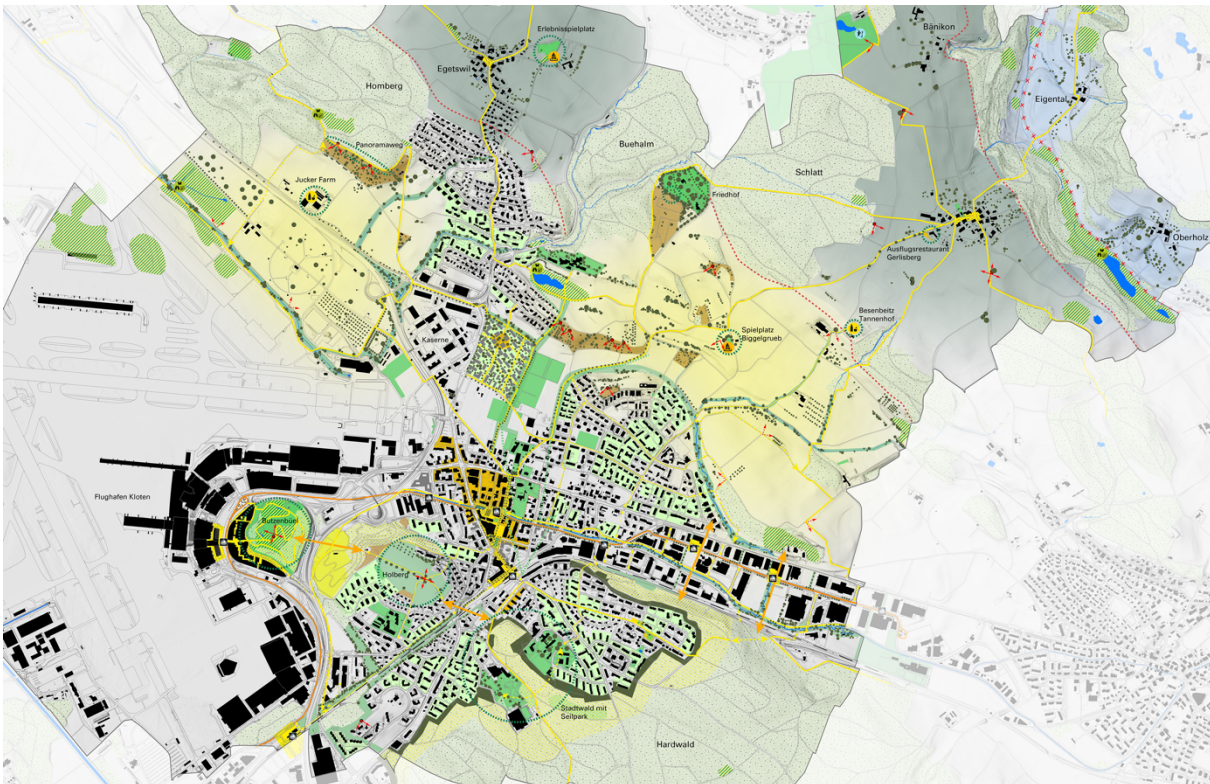 Bänikon
Erlebnisspielplatz
Egetswil
Homberg
Eigental
Buehalm
Panoramaweg
Schlatt
Jucker Farm
Friedhof
Oberholz
Ausflugsrestaurant
Gerlisberg
Besenbeitz
Tannenhof
Spielplatz
Biggelgrueb
Kaserne
Flughafen Kloten
Butzenbüel
Holberg
Stadtwald mit
Seilpark
Hardwald